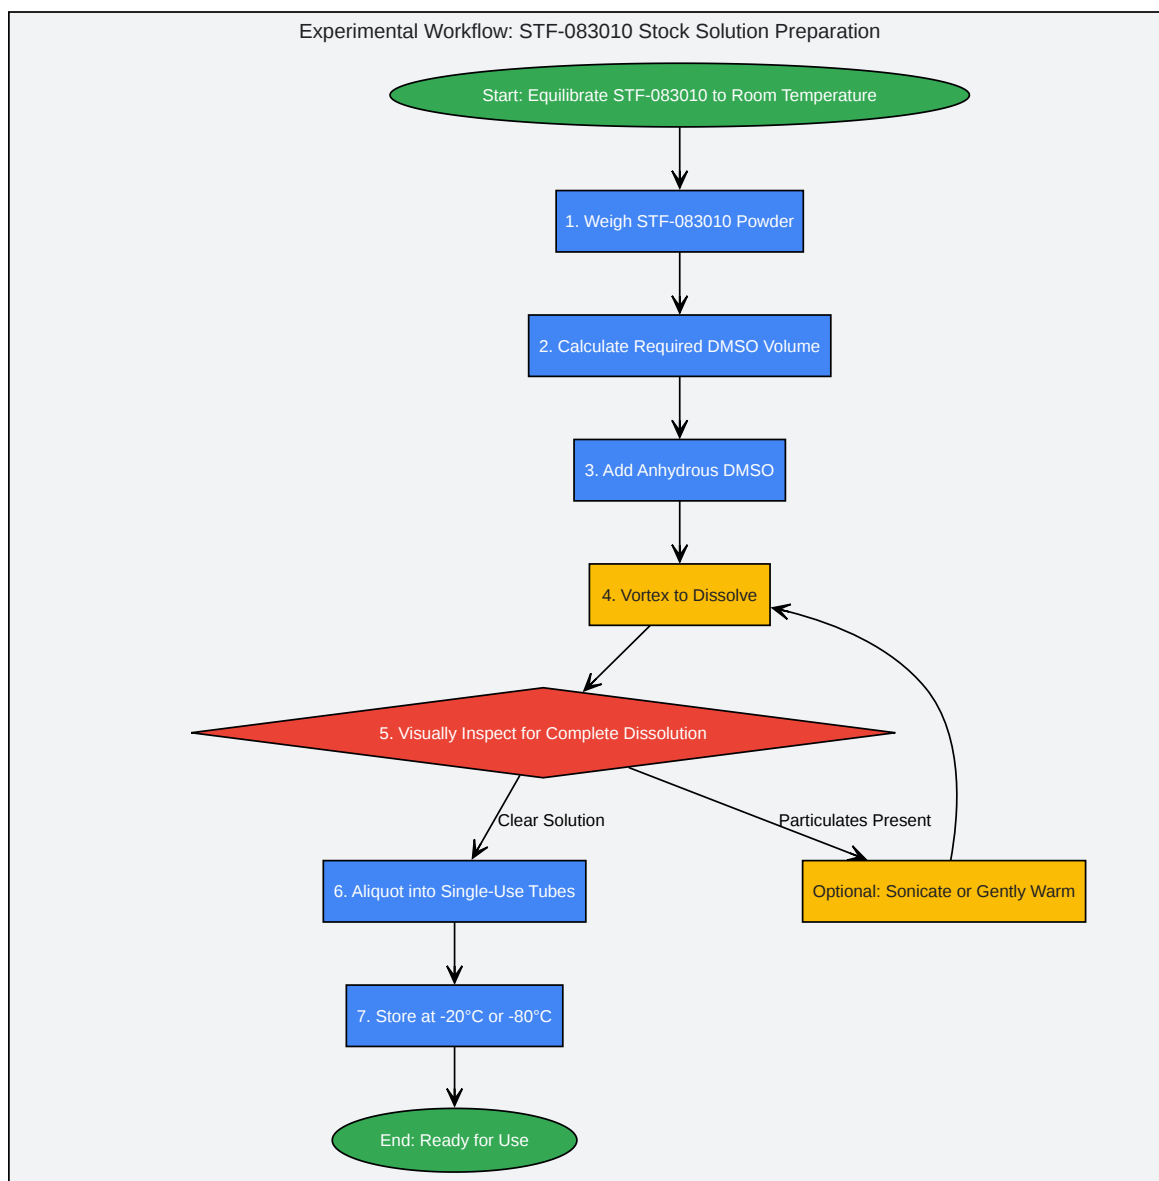 Experimental Workflow: STF-083010 Stock Solution Preparation
Start: Equilibrate STF-083010 to Room Temperature
1. Weigh STF-083010 Powder
2. Calculate Required DMSO Volume
3. Add Anhydrous DMSO
4. Vortex to Dissolve
5. Visually Inspect for Complete Dissolution
Clear Solution
Particulates Present
6. Aliquot into Single-Use Tubes
Optional: Sonicate or Gently Warm
7. Store at -20°C or -80°C
End: Ready for Use